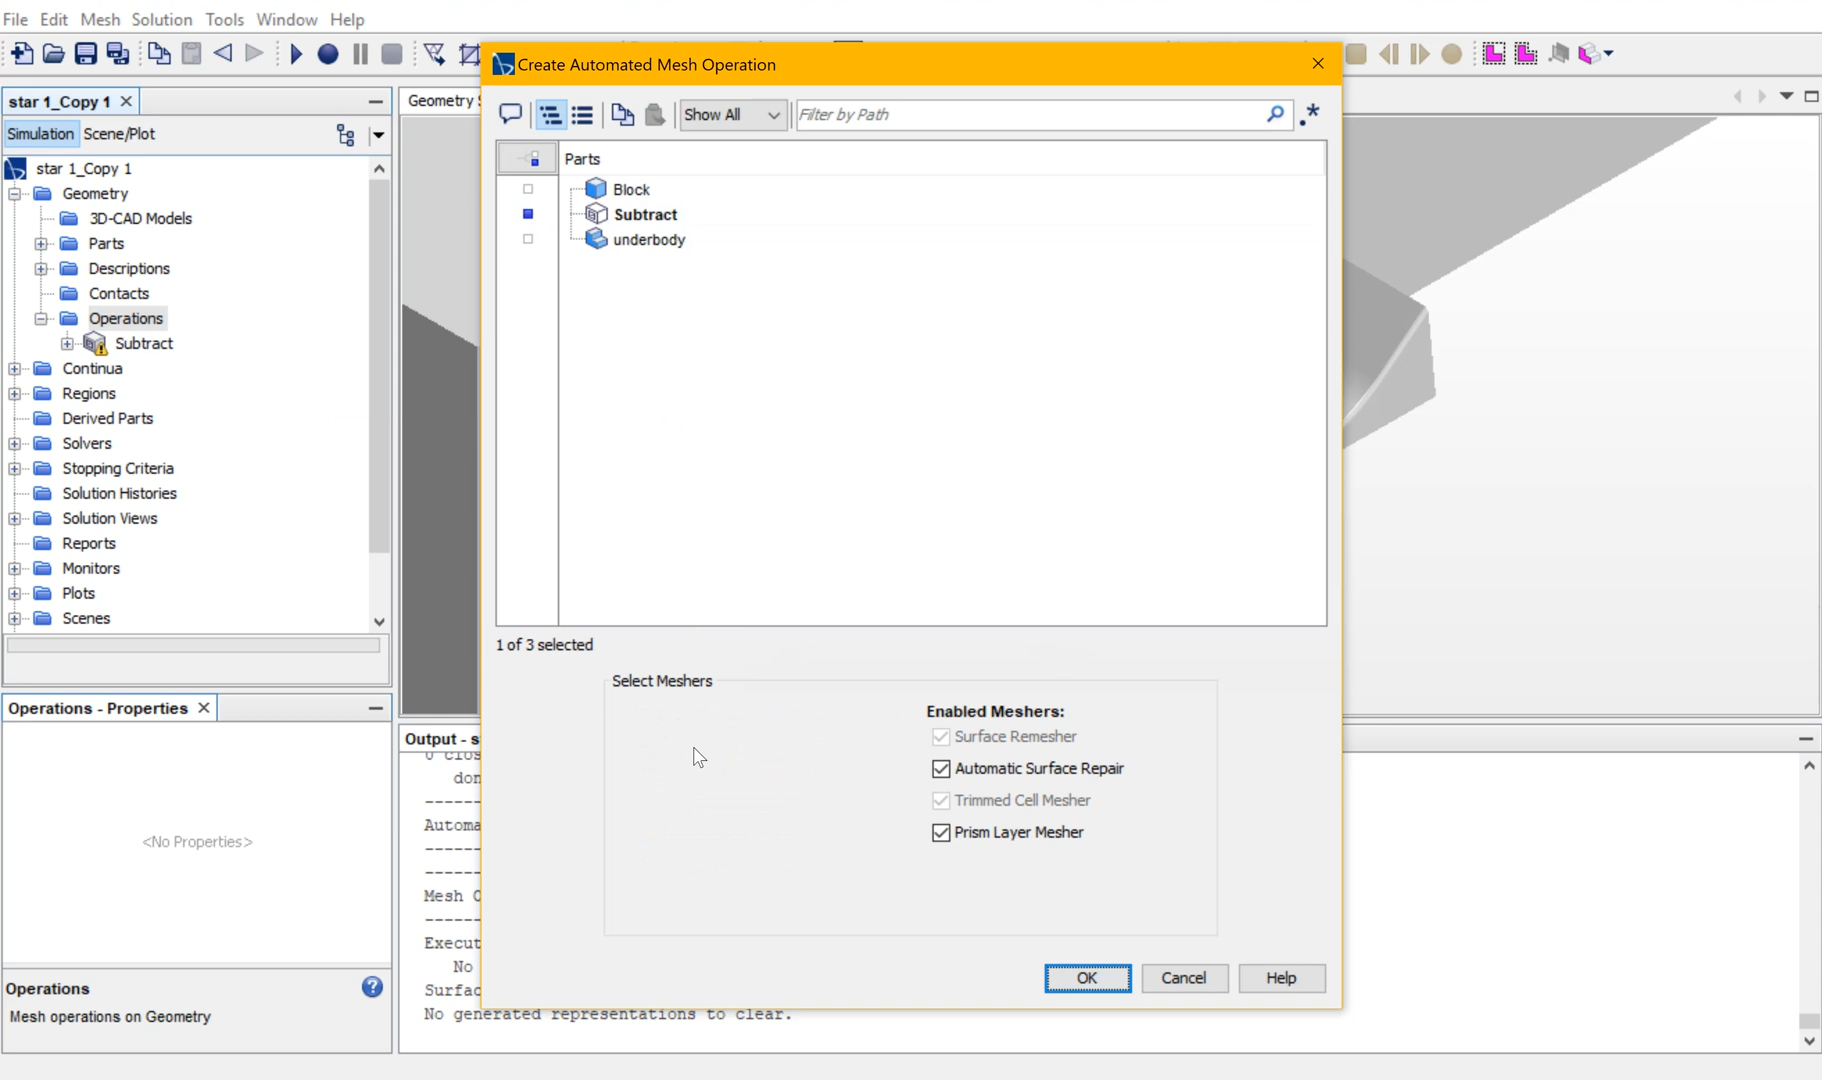 File Edit Mesh Solution Tools Window Help
Create Automated Mesh Operation
star 1_Copy 1
Geometry
Simulation Scene/Plot
Show All
Filter by Path
star 1_Copy 1
Geometry
3D-CAD Models
Parts
Descriptions
Contacts
Operations
Subtract
Continua
Regions
Derived Parts
Solvers
Stopping Criteria
Solution Histories
Solution Views
Reports
Monitors
Plots
Scenes
Parts
Block
Subtract
underbody
1 of 3 selected
Select Meshers
Enabled Meshers:
Surface Remesher
Automatic Surface Repair
Trimmed Cell Mesher
Prism Layer Mesher
OK Cancel Help
Operations - Properties
<No Properties>
Operations
Mesh operations on Geometry
Output - s
0 clos
don
------
Automa
------
------
Mesh
------
Execut
No
Surfac
No generated representations to clear.